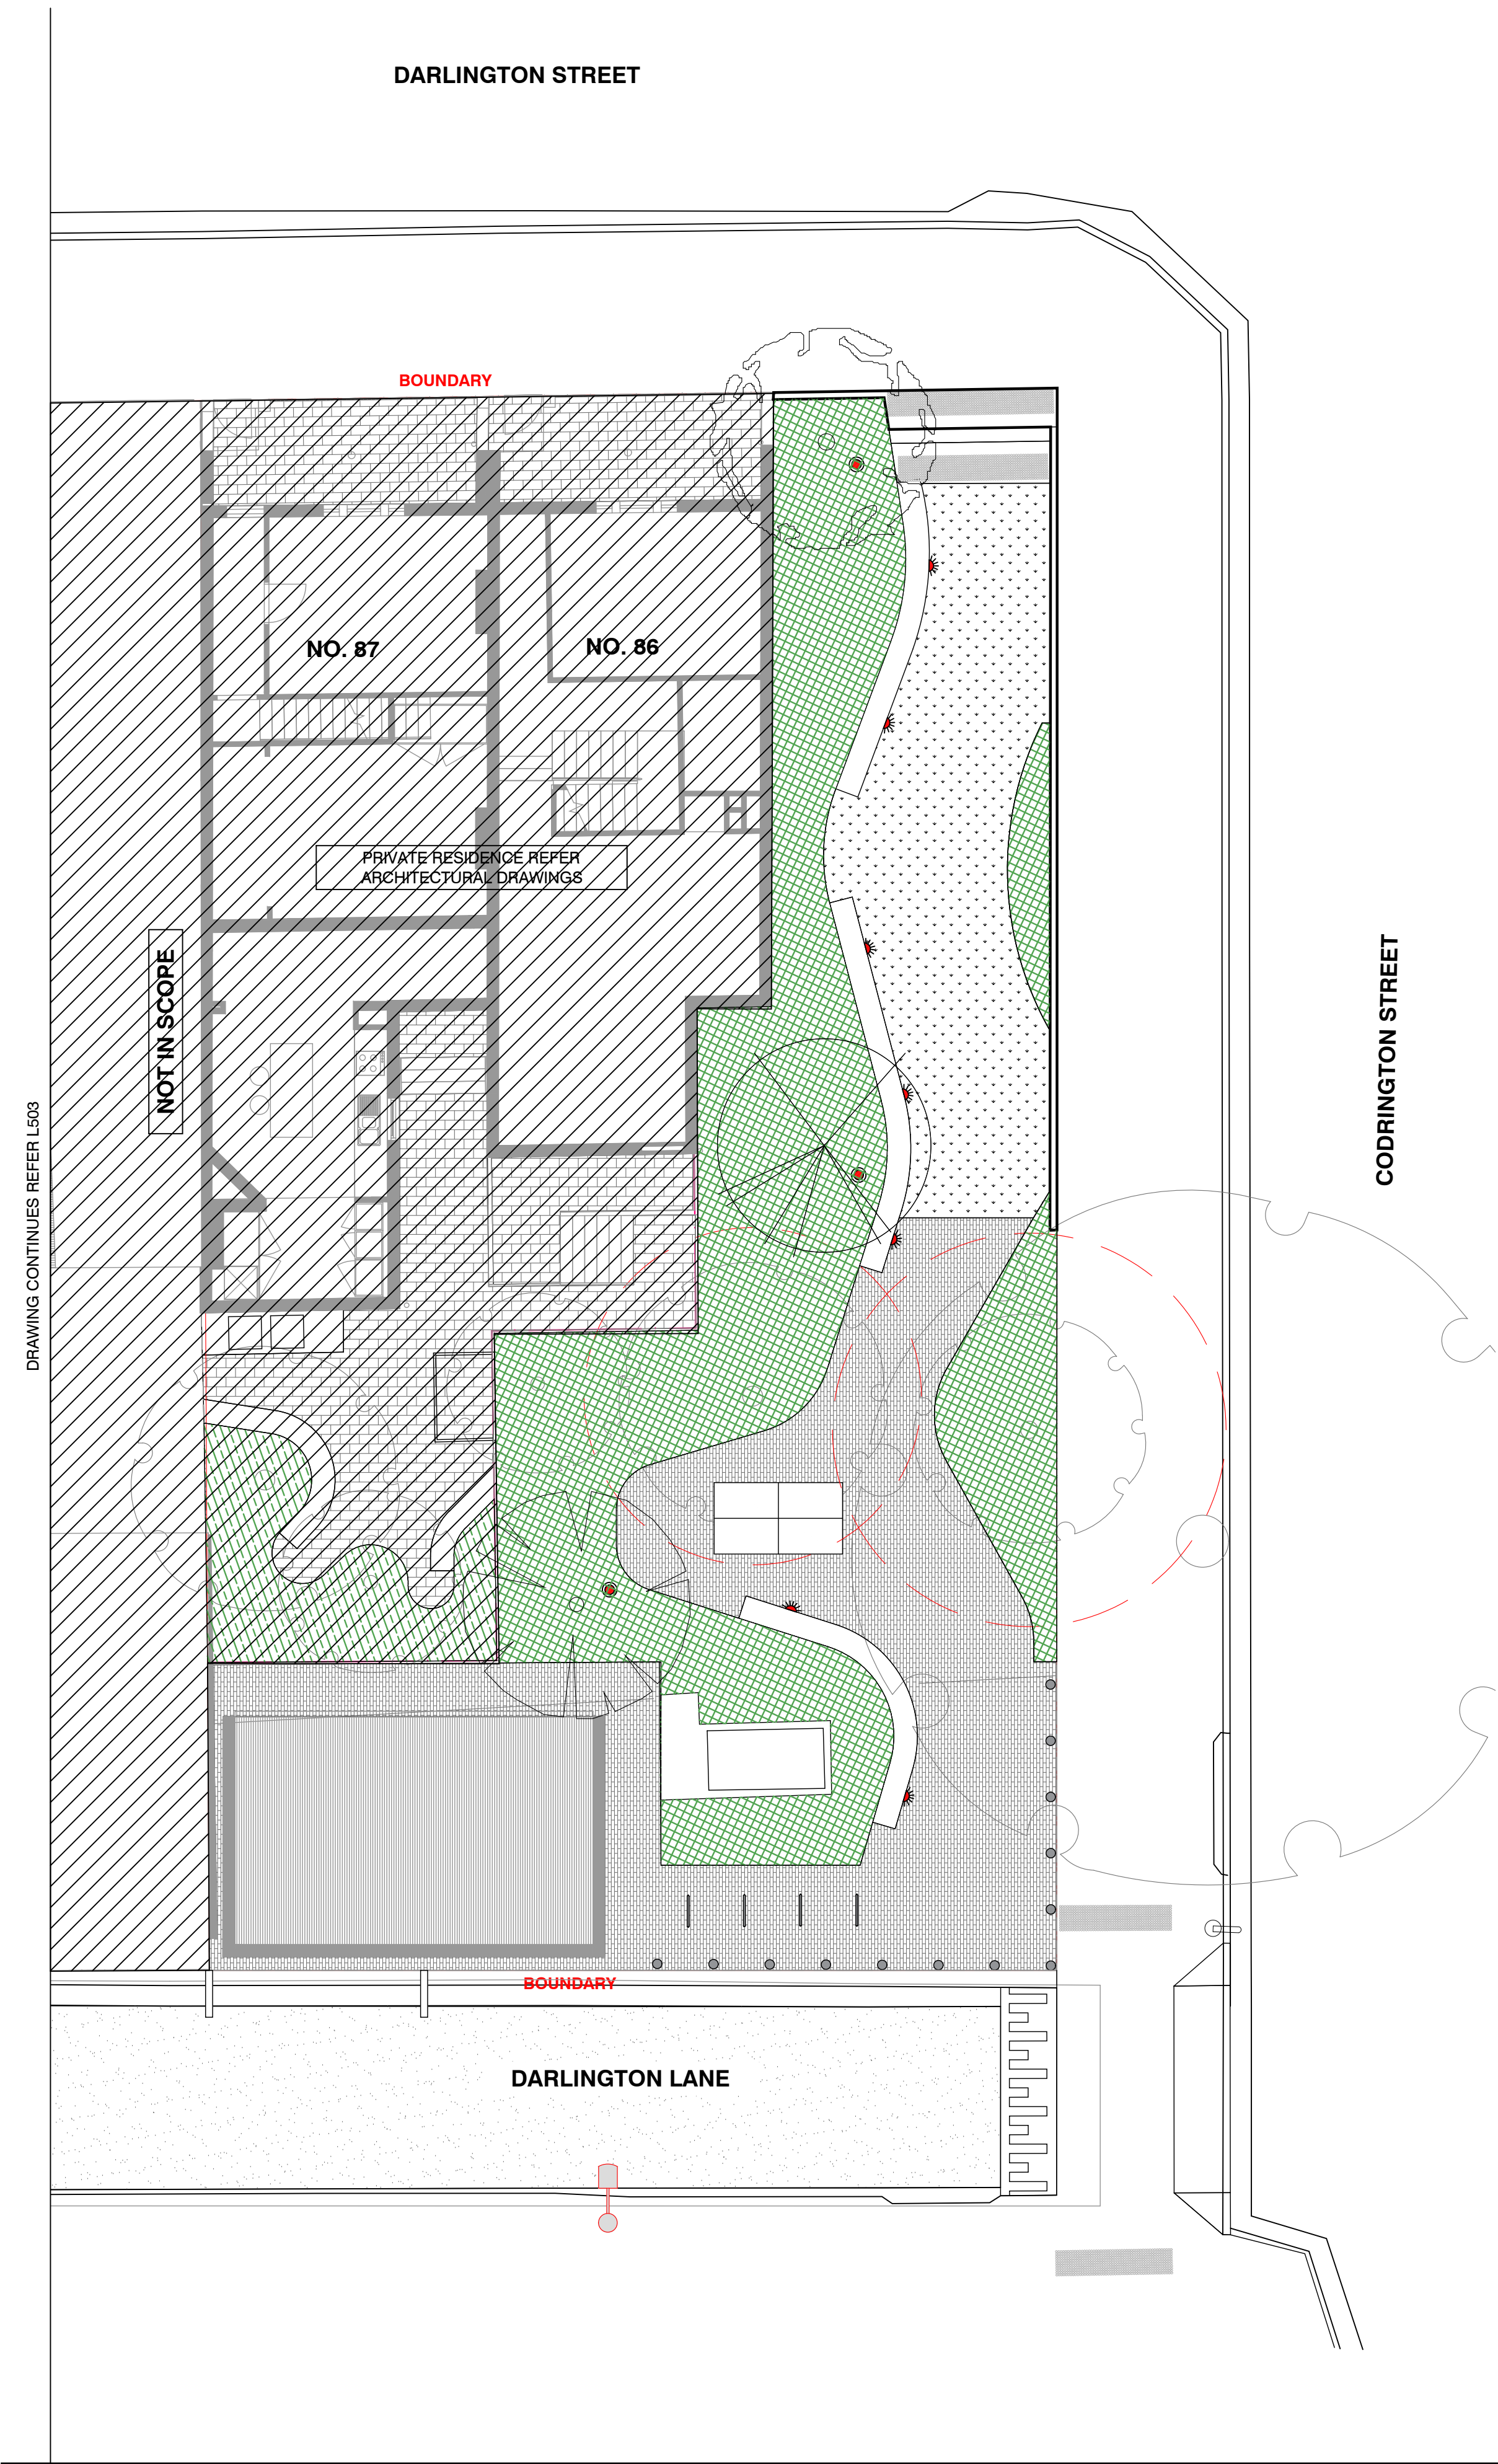 DARLINGTON STREET
BOUNDARY
NO. 87
NO. 86
PRIVATE RESIDENCE REFER
ARCHITECTURAL DRAWINGS
NOT IN SCOPE
DRAWING CONTINUES REFER L503
CODRINGTON STREET
BOUNDARY
DARLINGTON LANE